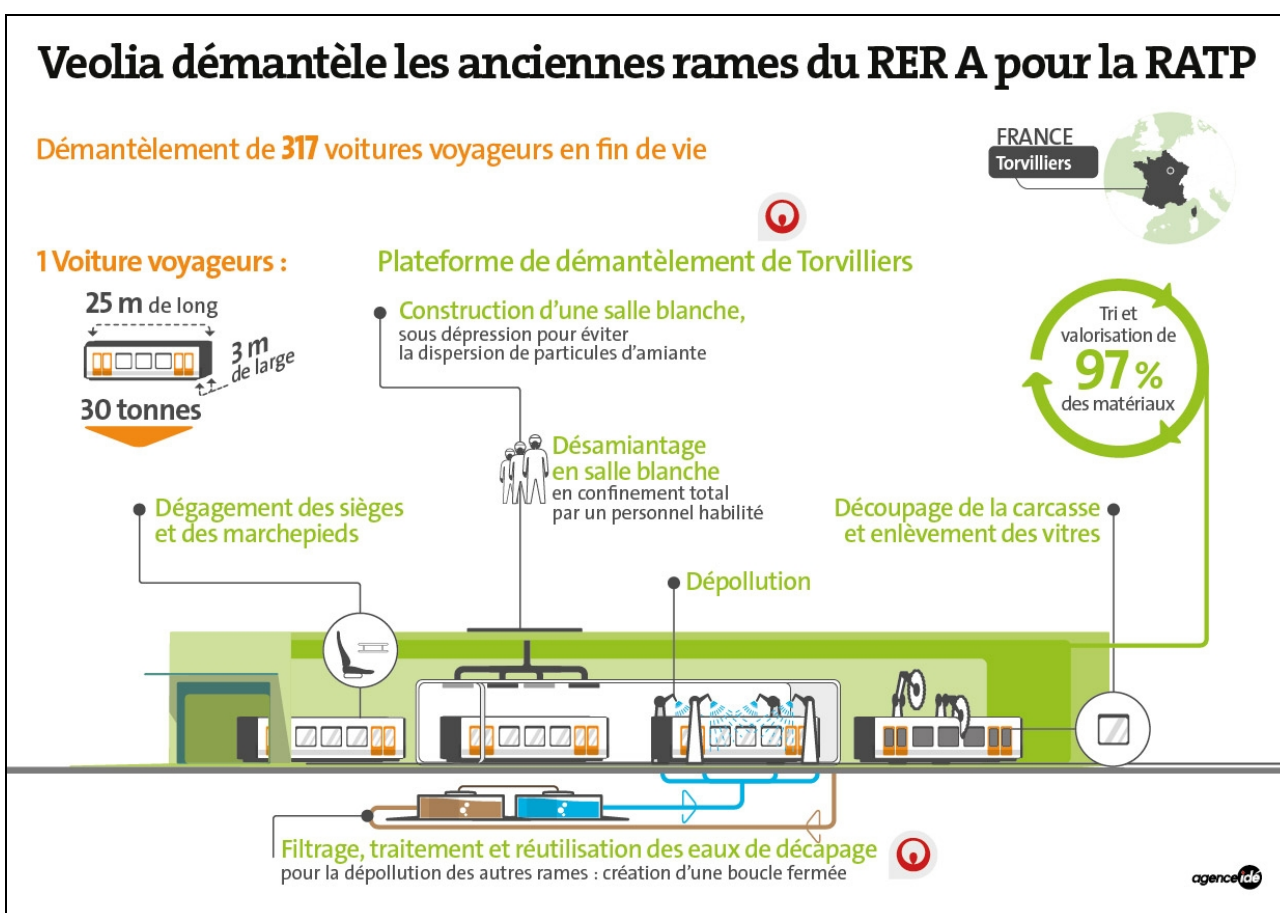 Veolia démantèle les anciennes rames du RER A pour la RATP
Démantèlement de 317 voitures voyageurs en fin de vie
FRANCE
Torvilliers
1 Voiture voyageurs :
25 m de long
3 m
de large
30 tonnes
Plateforme de démantèlement de Torvilliers
Construction d'une salle blanche,
sous dépression pour éviter
la dispersion de particules d'amiante
Tri et
valorisation de
97 %
des matériaux
Désamiantage
en salle blanche
en confinement total
par un personnel habilité
Dégagement des sièges
et des marchepieds
Découpage de la carcasse
et enlèvement des vitres
Dépollution
Filtrage, traitement et réutilisation des eaux de décapage
pour la dépollution des autres rames : création d'une boucle fermée
agence idé